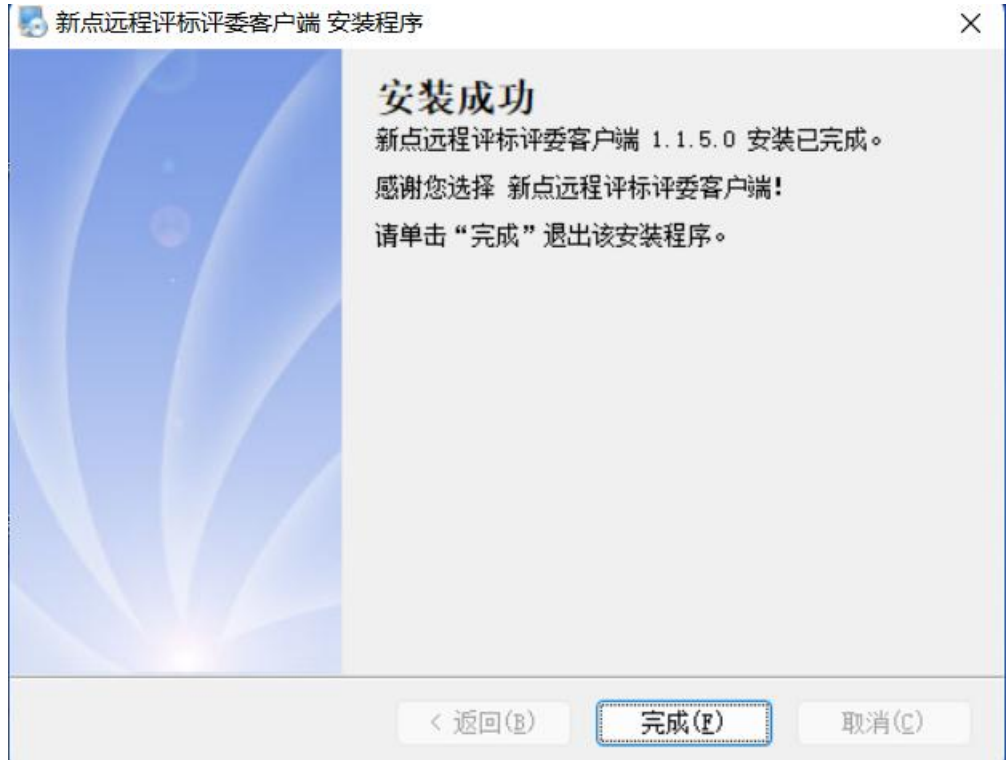 新点远程评标评委客户端 安装程序
安装成功
新点远程评标评委客户端 1.1.5.0 安装已完成。
感谢您选择 新点远程评标评委客户端!
请单击“完成”退出该安装程序。
< 返回(B) 完成(F) 取消(C)